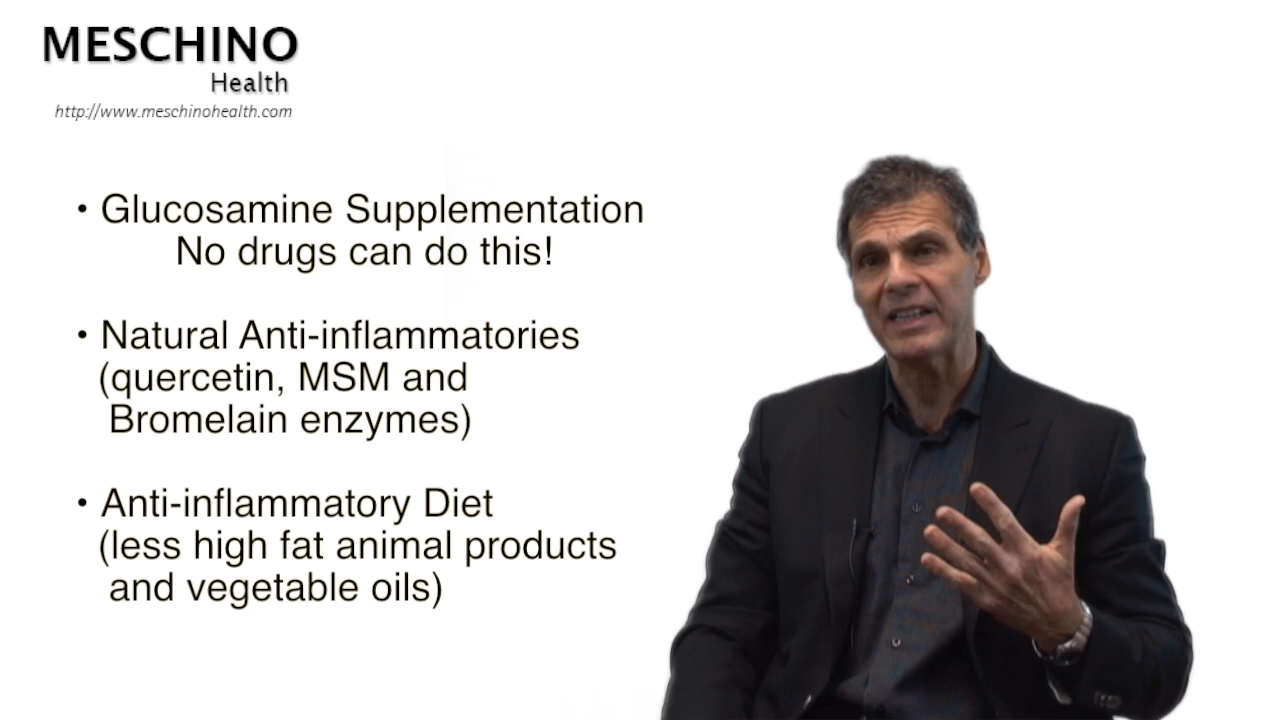 MESCHINO
Health
http://www.meschinohealth.com
• Glucosamine Supplementation
No drugs can do this!
• Natural Anti-inflammatories
(quercetin, MSM and
Bromelain enzymes)
• Anti-inflammatory Diet
(less high fat animal products
and vegetable oils)